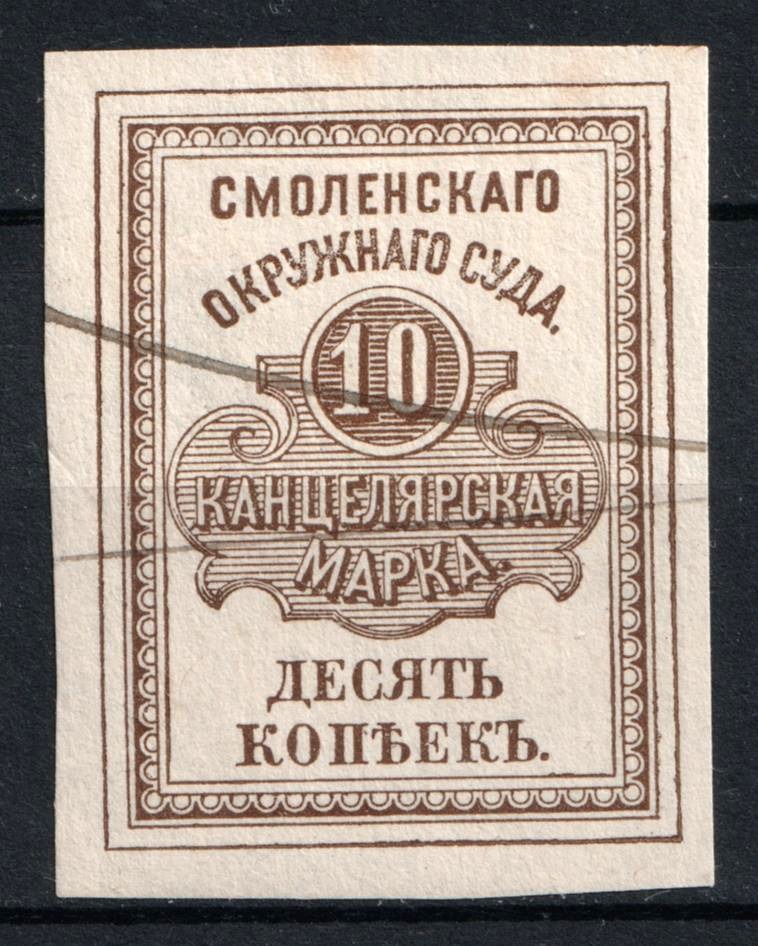 СМОЛЕНСКАГО
ОКРУЖНАГО СУДА.
10
КАНЦЕЛЯРСКАЯ
МАРКА.
ДЕСЯТЬ
КОПѢЕКЪ.